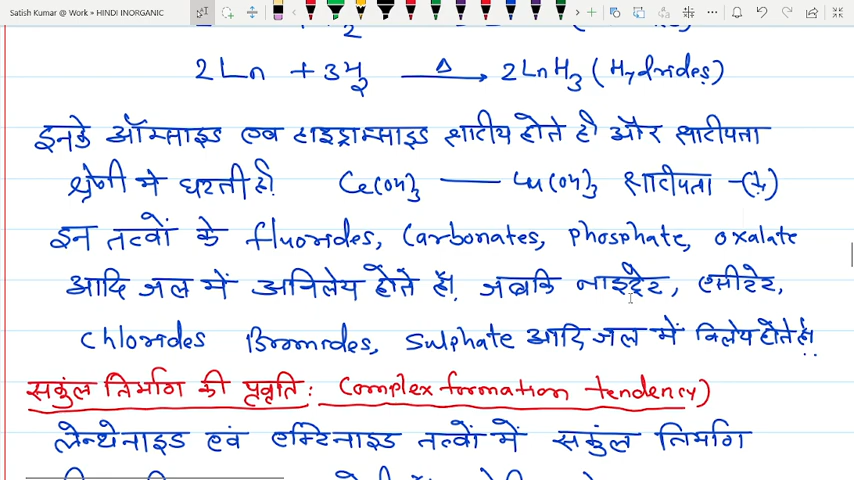 Satish Kumar @ Work » HINDI INORGANIC
2Ln + 3H2 —Δ→ 2LnH3 (Hydrides)
इनके ऑक्साइड एवं हाइड्राक्साइड क्षारीय होते हैं और क्षारीयता
श्रेणी में घटती है। Ce(OH)3 —— Lu(OH)3 क्षारीयता
इन तत्वों के fluorides, Carbonates, phosphate, oxalate
आदि जल में अविलेय होते हैं। जबकि नाइट्रेट, एसीटेट,
Chlorides Bromides, Sulphate आदि जल में विलेय होते हैं।
सकुंल निर्माण की प्रवृति: Complex formation tendency)
लेन्थेनाइड एवं एक्टिनाइड तत्वों में सकुंल निर्माण